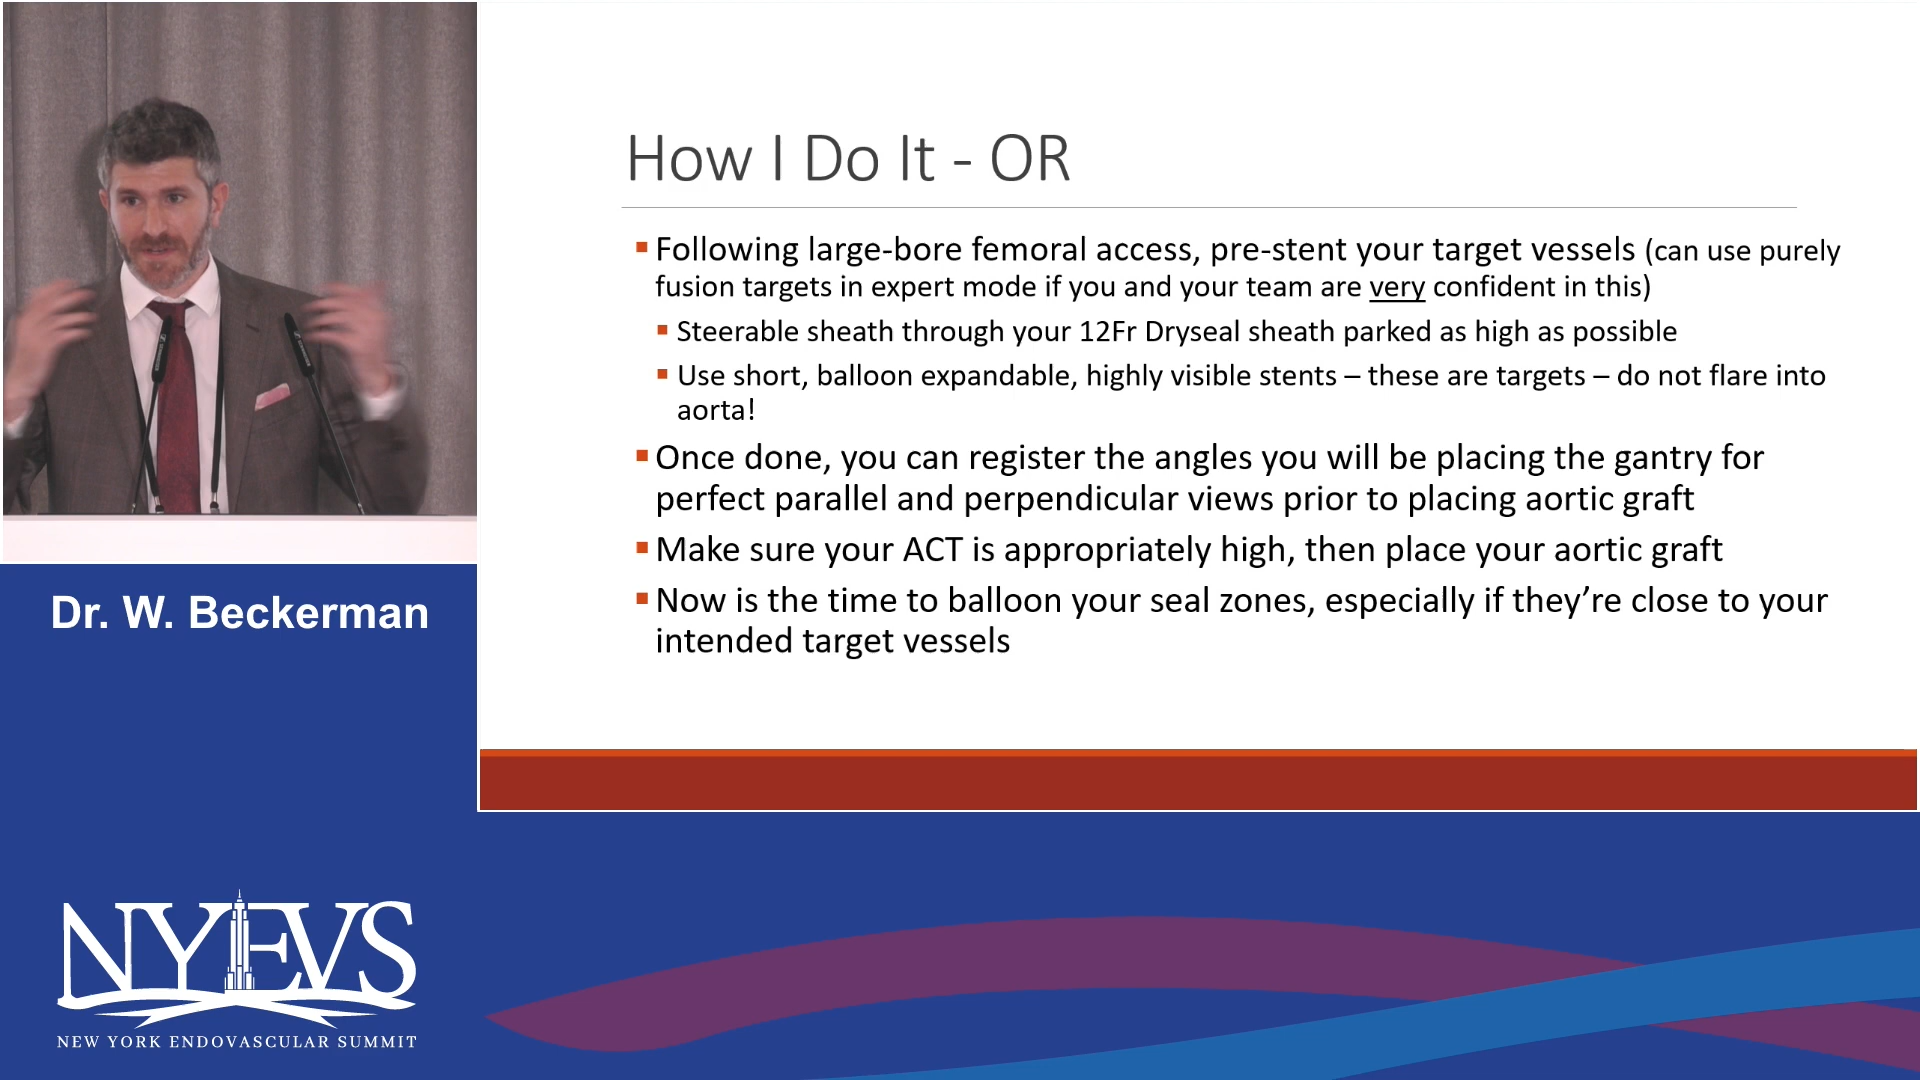 How I Do It - OR
Following large-bore femoral access, pre-stent your target vessels (can use purely
fusion targets in expert mode if you and your team are very confident in this)
Steerable sheath through your 12Fr Dryseal sheath parked as high as possible
Use short, balloon expandable, highly visible stents – these are targets – do not flare into
aorta!
Once done, you can register the angles you will be placing the gantry for
perfect parallel and perpendicular views prior to placing aortic graft
Make sure your ACT is appropriately high, then place your aortic graft
Now is the time to balloon your seal zones, especially if they’re close to your
intended target vessels
Dr. W. Beckerman
NYEVS
NEW YORK ENDOVASCULAR SUMMIT